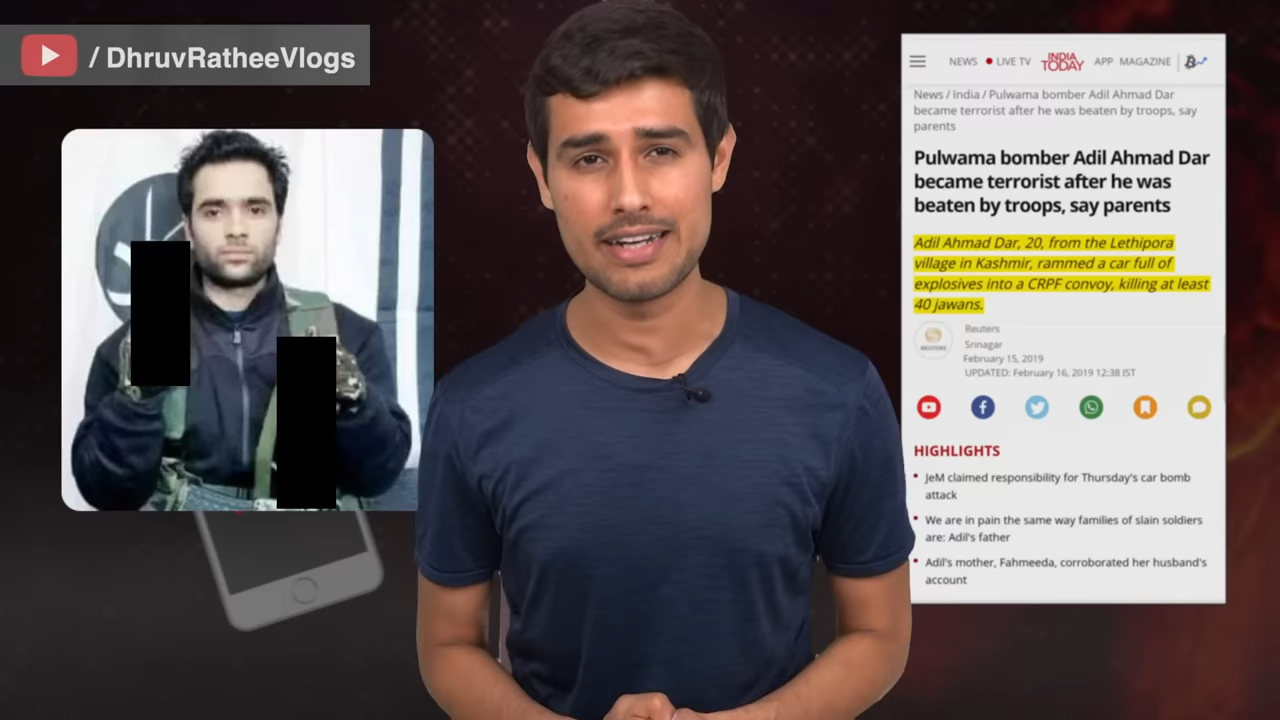 / DhruvRatheeVlogs
NEWS LIVE TV INDIA TODAY APP MAGAZINE
News / India / Pulwama bomber Adil Ahmad Dar
became terrorist after he was beaten by troops, say
parents
Pulwama bomber Adil Ahmad Dar
became terrorist after he was
beaten by troops, say parents
Adil Ahmad Dar, 20, from the Lethipora
village in Kashmir, rammed a car full of
explosives into a CRPF convoy, killing at least
40 jawans.
REUTERS
Reuters
Srinagar
February 15, 2019
UPDATED: February 16, 2019 12:38 IST
HIGHLIGHTS
JeM claimed responsibility for Thursday's car bomb
attack
We are in pain the same way families of slain soldiers
are: Adil's father
Adil's mother, Fahmeeda, corroborated her husband's
account